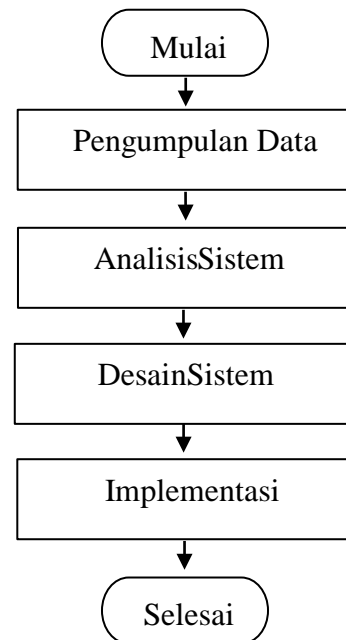 Mulai
Pengumpulan Data
AnalisisSistem
DesainSistem
Implementasi
Selesai